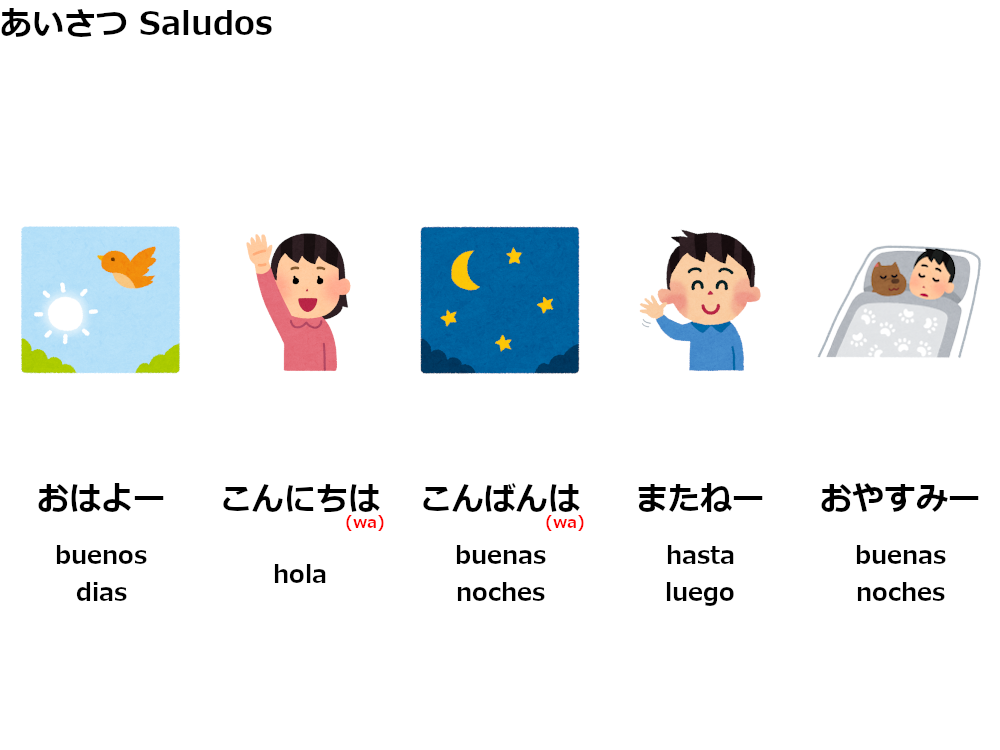 あいさつ Saludos
おはよー
buenos
dias
こんにちは
(wa)
hola
こんばんは
(wa)
buenas
noches
またねー
hasta
luego
おやすみー
buenas
noches